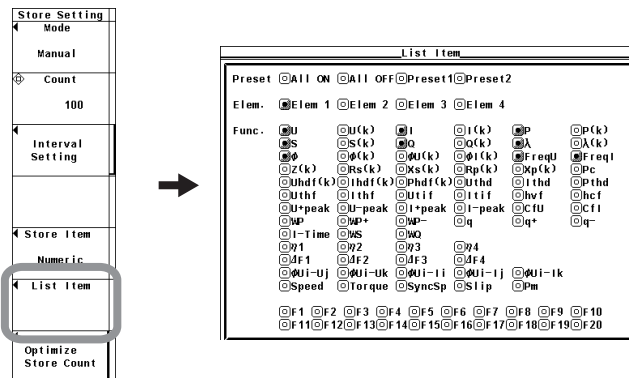 Store Setting
Mode
Manual
Count
100
Interval
Setting
Store Item
Numeric
List Item
Optimize
Store Count
List Item
Preset All ON All OFF Preset1 Preset2
Elem. Elem 1 Elem 2 Elem 3 Elem 4
Func. U U(k) I I(k) P P(k)
S S(k) Q Q(k) λ λ(k)
ϕ ϕ(k) ϕU(k) ϕI(k) FreqU FreqI
Z(k) Rs(k) Xs(k) Rp(k) Xp(k) Pc
Uhdf(k) Ihdf(k) Phdf(k) Uthd Ithd Pthd
Uthf Ithf Utif Itif hvf hcf
U+peak U-peak I+peak I-peak CfU CfI
WP WP+ WP- q q+ q-
I-Time WS WQ
η1 η2 η3 η4
ΔF1 ΔF2 ΔF3 ΔF4
ϕUi-Uj ϕUi-Uk ϕUi-Ii ϕUi-Ij ϕUi-Ik
Speed Torque SyncSp Slip Pm
F1 F2 F3 F4 F5 F6 F7 F8 F9 F10
F11 F12 F13 F14 F15 F16 F17 F18 F19 F20